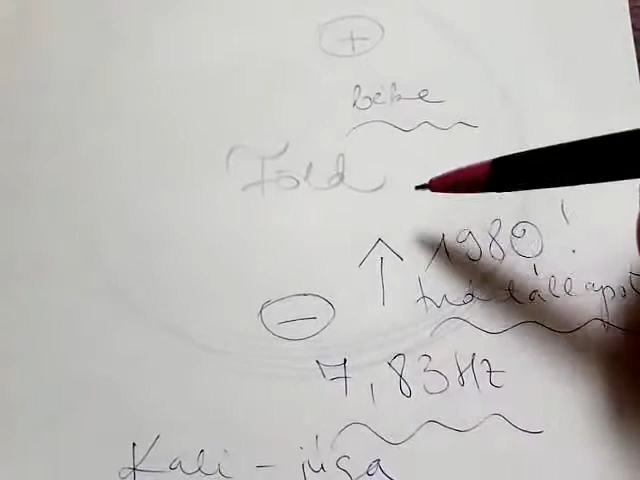 +
béke
Föld
1980!
tudatállapot
−
7,83Hz
Kali - júga